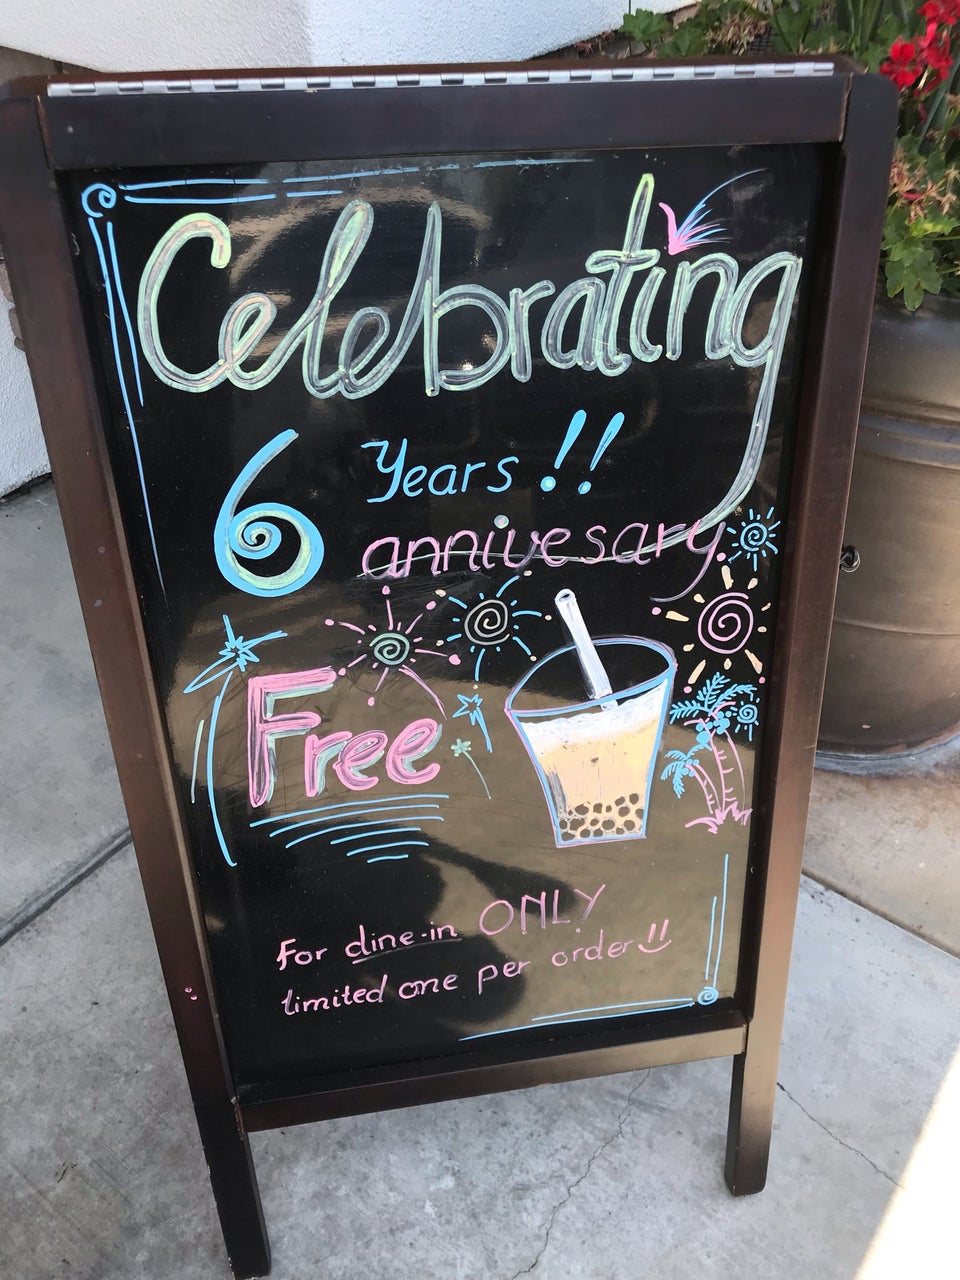 Celebrating
6 Years!!
annivesary
Free
For dine-in ONLY
limited one per order!!